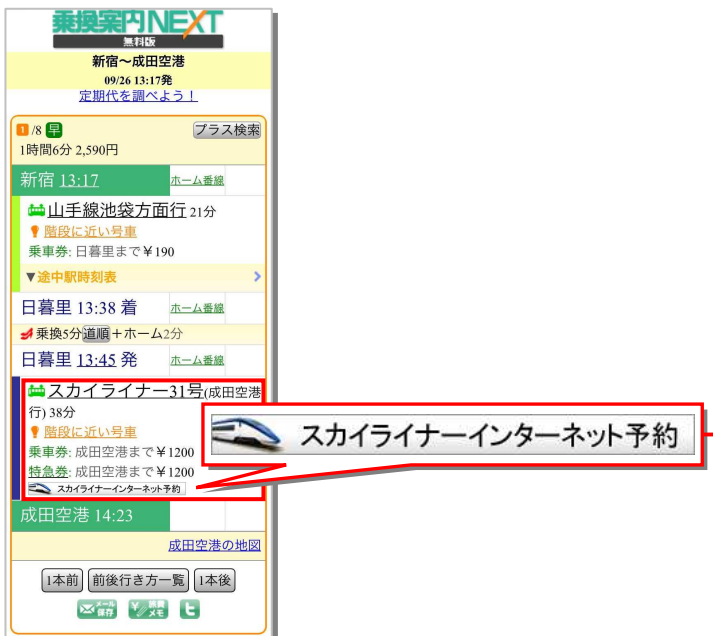 乗換案内NEXT
無料版
新宿～成田空港
09/26 13:17発
定期代を調べよう！
1 /8 早 プラス検索
1時間6分 2,590円
新宿 13:17 ホーム番線
山手線池袋方面行 21分
階段に近い号車
乗車券: 日暮里まで￥190
▼途中駅時刻表
日暮里 13:38 着 ホーム番線
乗換5分 道順 ＋ホーム2分
日暮里 13:45 発 ホーム番線
スカイライナー31号(成田空港
行) 38分
階段に近い号車
乗車券: 成田空港まで￥1200
特急券: 成田空港まで￥1200
スカイライナーインターネット予約
スカイライナーインターネット予約
成田空港 14:23
成田空港の地図
1本前 前後行き方一覧 1本後
メール保存 旅費メモ t